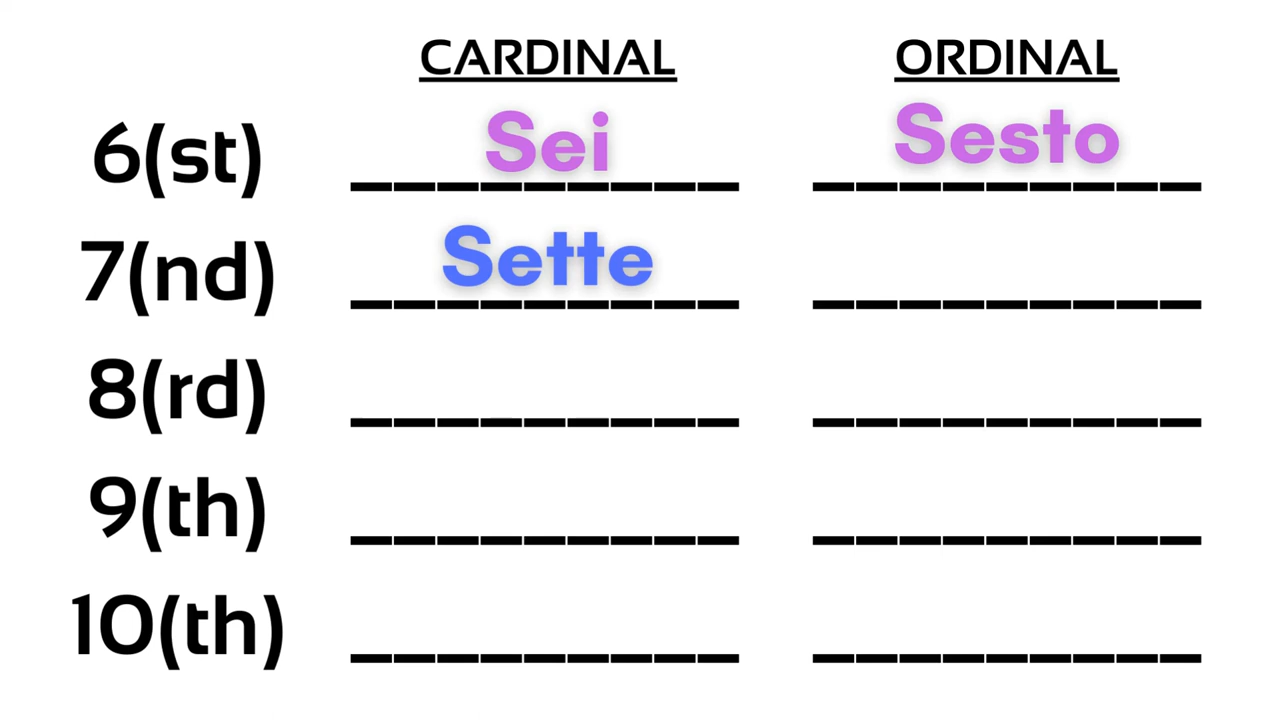 CARDINAL ORDINAL
6(st) Sei Sesto
7(nd) Sette
8(rd)
9(th)
10(th)